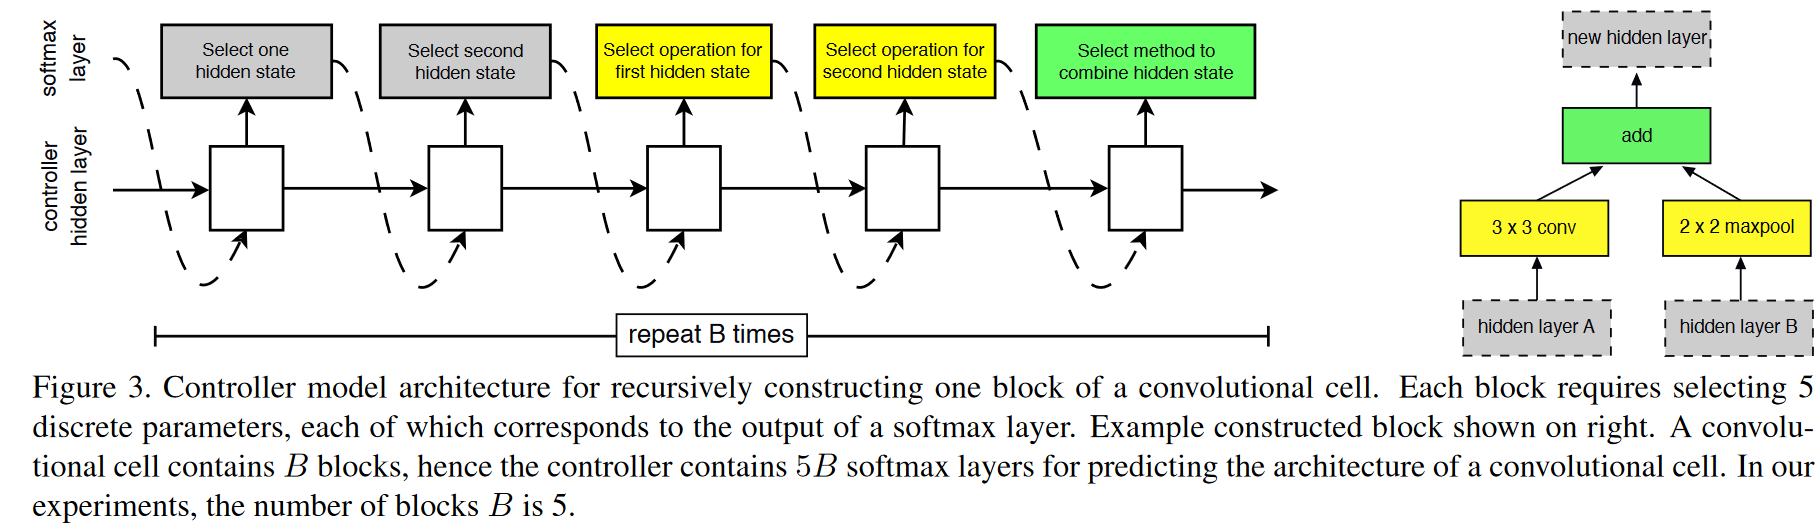 softmax
layer
Select one
hidden state
Select second
hidden state
Select operation for
first hidden state
Select operation for
second hidden state
Select method to
combine hidden state
controller
hidden layer
repeat B times
new hidden layer
add
3 x 3 conv
2 x 2 maxpool
hidden layer A
hidden layer B
Figure 3. Controller model architecture for recursively constructing one block of a convolutional cell. Each block requires selecting 5
discrete parameters, each of which corresponds to the output of a softmax layer. Example constructed block shown on right. A convolu-
tional cell contains B blocks, hence the controller contains 5B softmax layers for predicting the architecture of a convolutional cell. In our
experiments, the number of blocks B is 5.